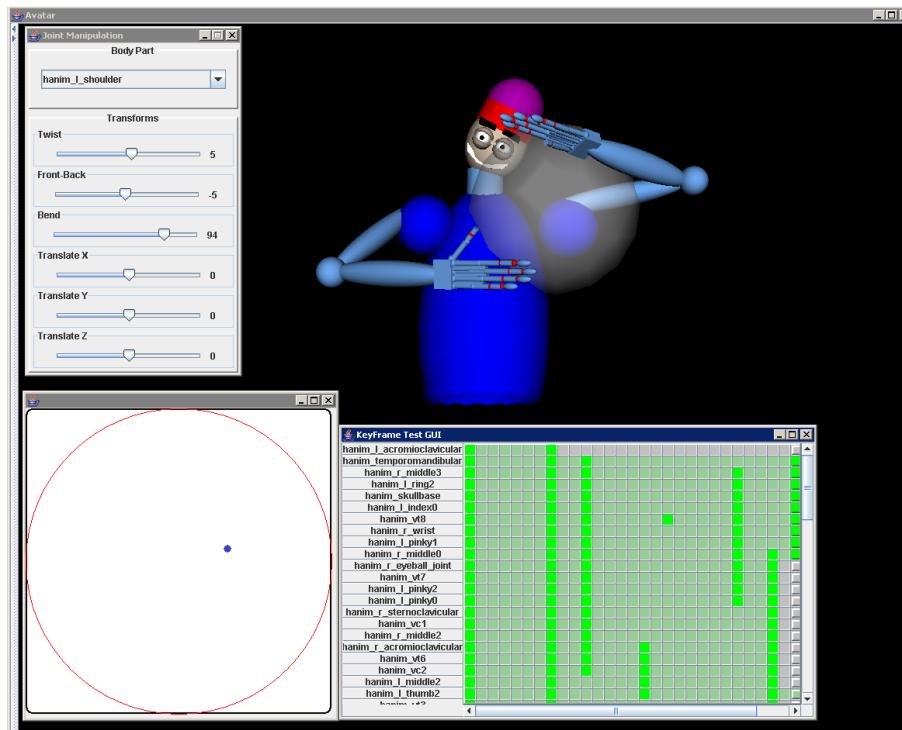 Avatar
Joint Manipulation
Body Part
hanim_l_shoulder
Transforms
Twist
5
Front-Back
-5
Bend
94
Translate X
0
Translate Y
0
Translate Z
0
KeyFrame Test GUI
hanim_l_acromioclavicular
hanim_temporomandibular
hanim_r_middle3
hanim_l_ring2
hanim_skullbase
hanim_l_index0
hanim_vt8
hanim_r_wrist
hanim_l_pinky1
hanim_r_middle0
hanim_r_eyeball_joint
hanim_vt7
hanim_l_pinky2
hanim_l_pinky0
hanim_r_sternoclavicular
hanim_vc1
hanim_r_middle2
hanim_r_acromioclavicular
hanim_vt6
hanim_vc2
hanim_l_middle2
hanim_l_thumb2